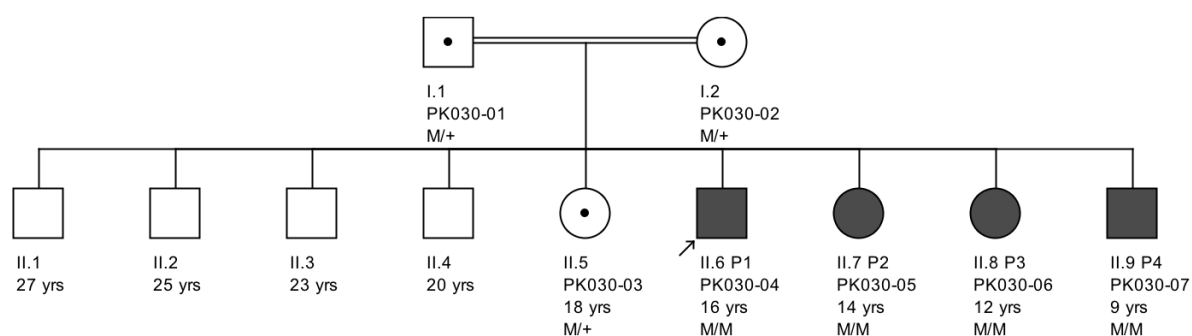 I.1
PK030-01
M/+
I.2
PK030-02
M/+
II.1
27 yrs
II.2
25 yrs
II.3
23 yrs
II.4
20 yrs
II.5
PK030-03
18 yrs
M/+
II.6 P1
PK030-04
16 yrs
M/M
II.7 P2
PK030-05
14 yrs
M/M
II.8 P3
PK030-06
12 yrs
M/M
II.9 P4
PK030-07
9 yrs
M/M